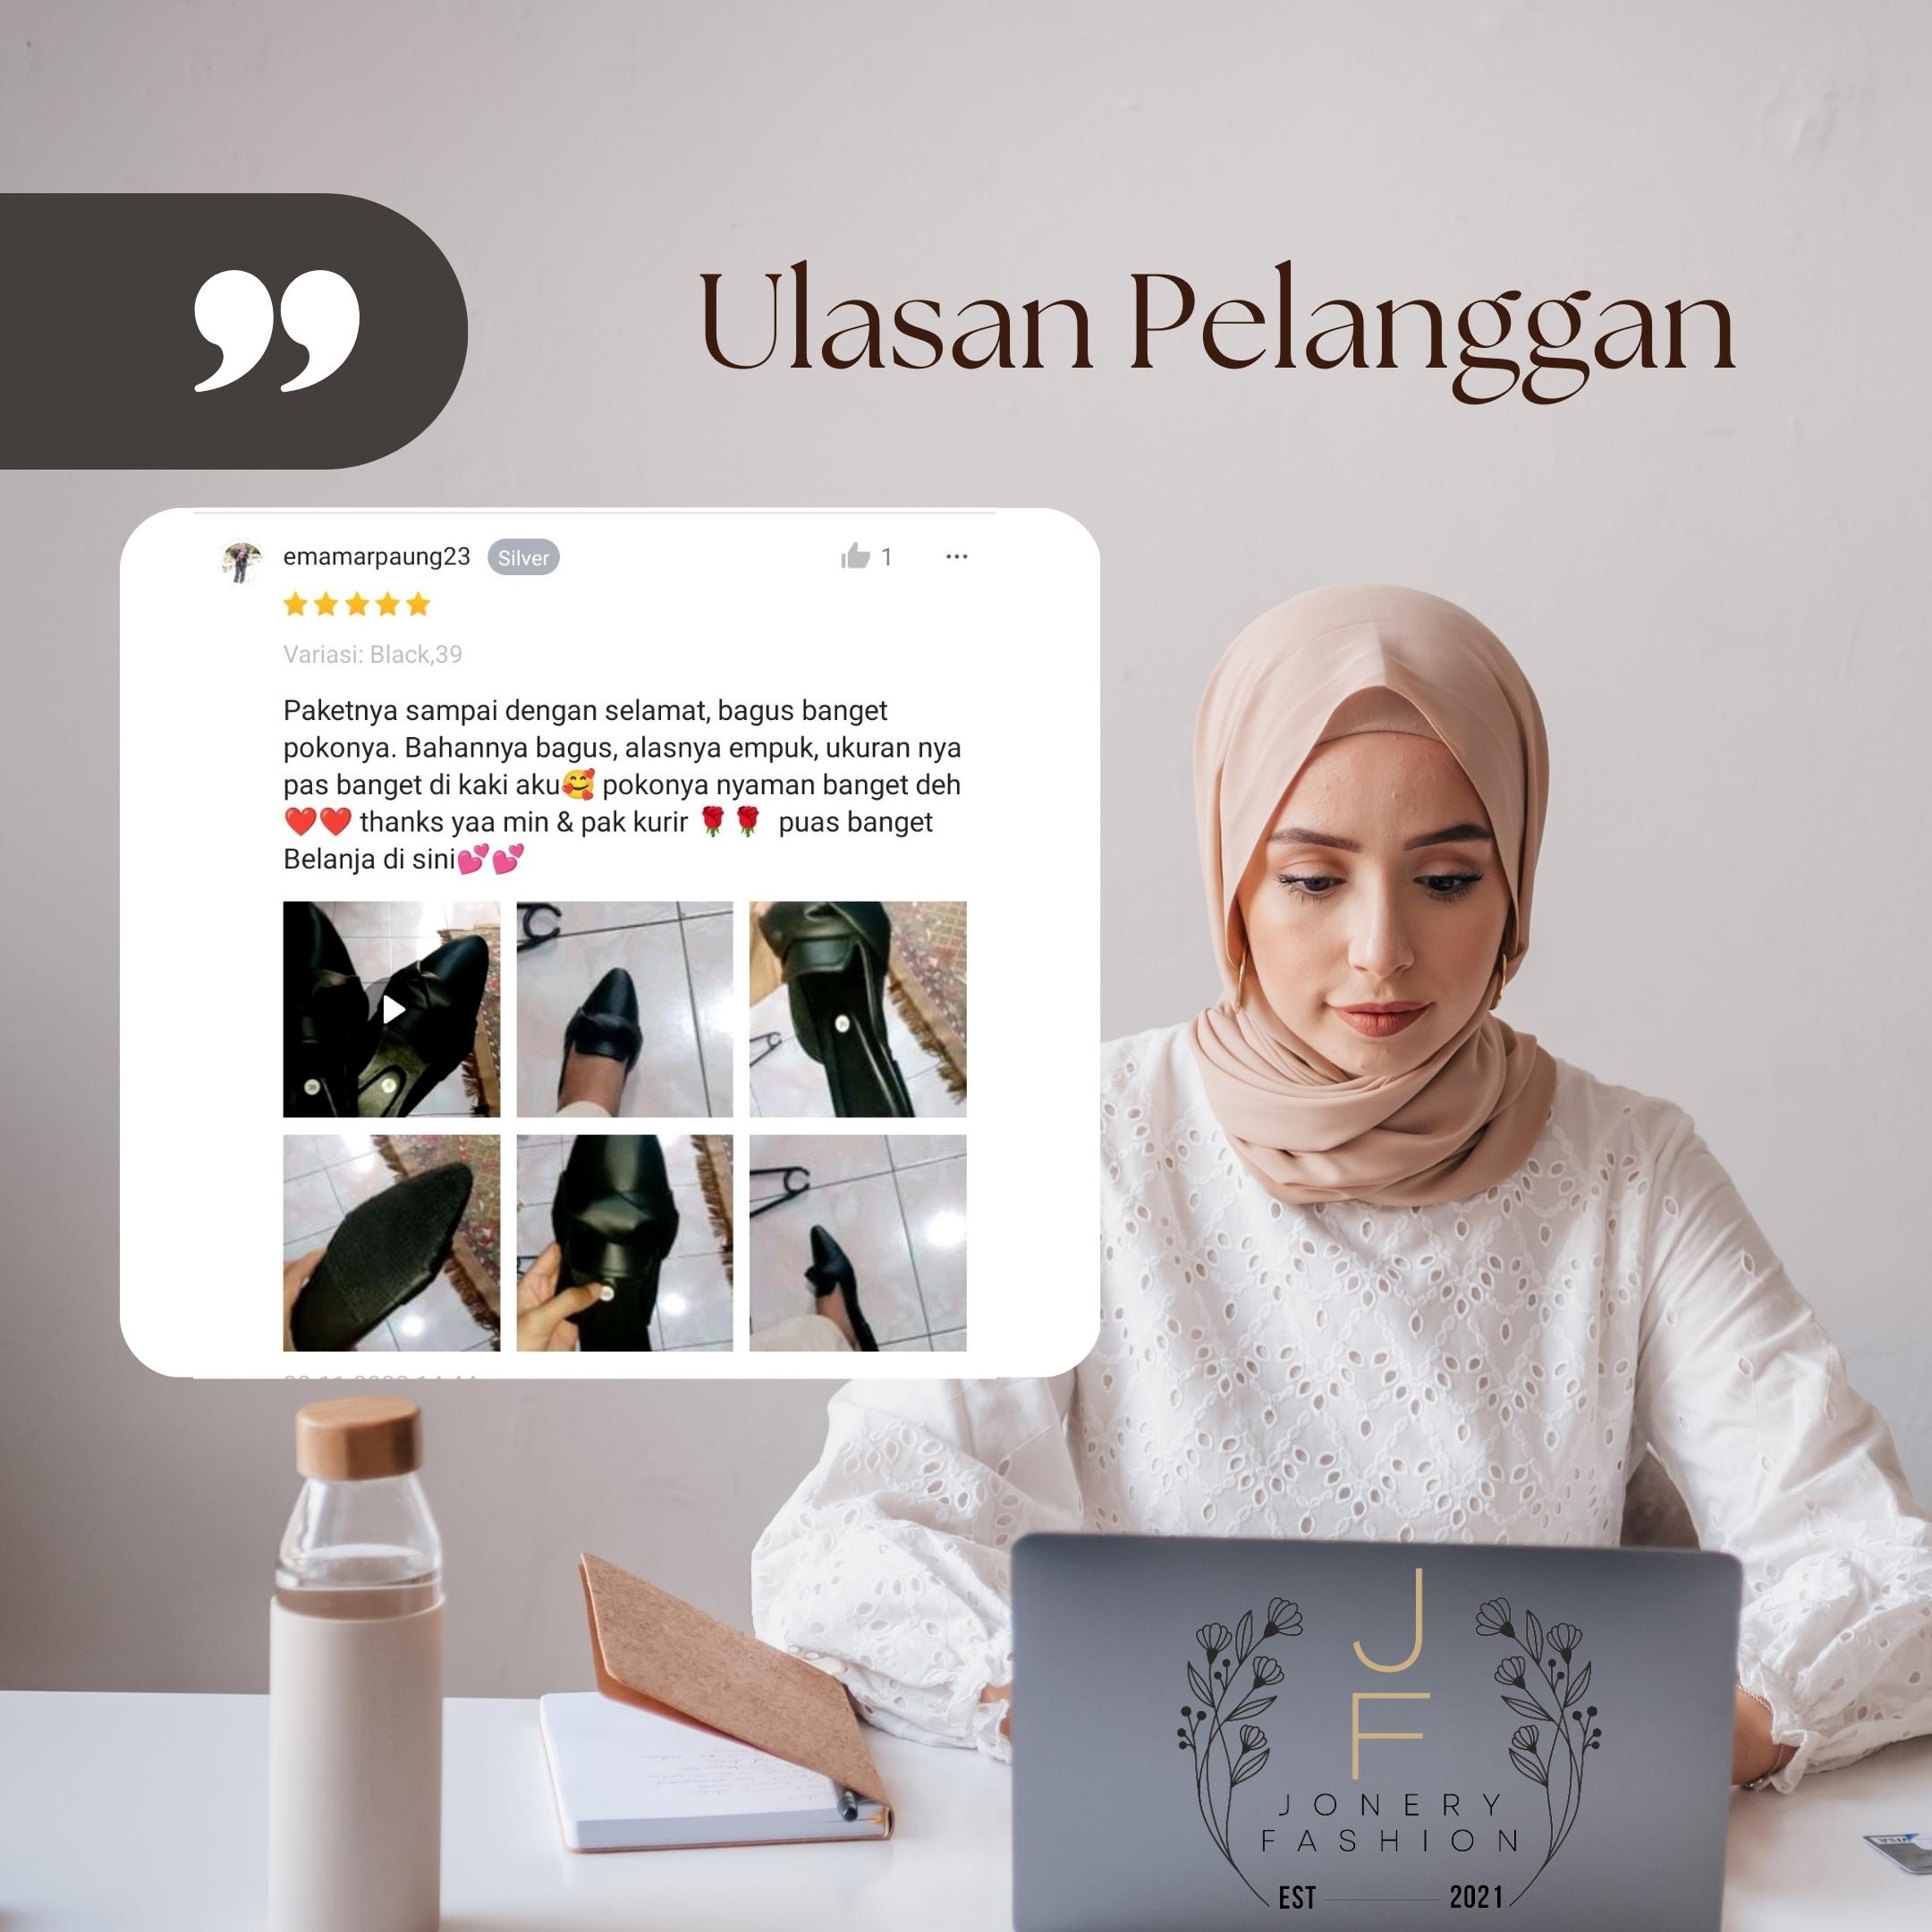 Ulasan Pelanggan
emamarpaung23 Silver 1 ...
Variasi: Black,39
Paketnya sampai dengan selamat, bagus banget
pokonya. Bahannya bagus, alasnya empuk, ukuran nya
pas banget di kaki aku🥰 pokonya nyaman banget deh
❤️❤️ thanks yaa min & pak kurir 🌹🌹 puas banget
Belanja di sini💕💕
J
F
JONERY
FASHION
EST 2021
VISA